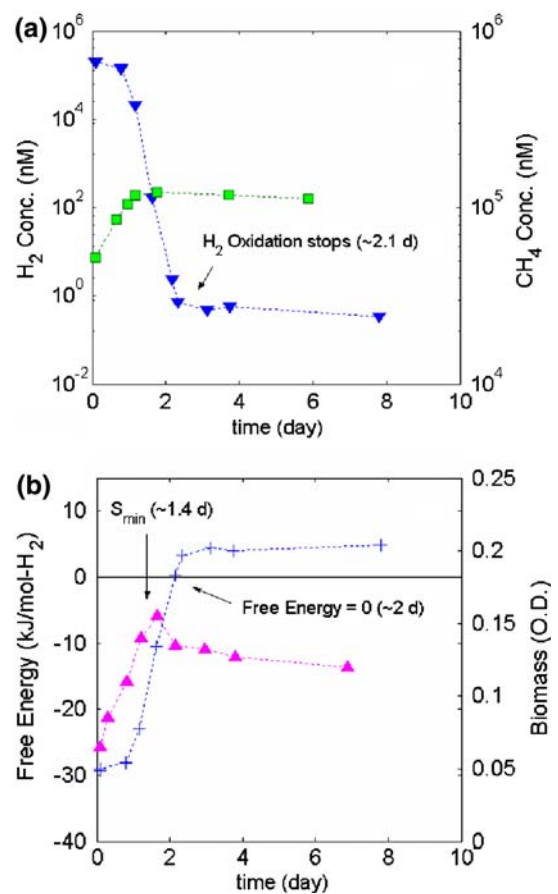 (a)
10^6
10^4
10^2
10^0
10^-2
H2 Conc. (nM)
10^6
10^5
10^4
CH4 Conc. (nM)
H2 Oxidation stops (~2.1 d)
0 2 4 6 8 10
time (day)
(b)
10
0
-10
-20
-30
-40
Free Energy (kJ/mol-H2)
0.25
0.20
0.15
0.10
0.05
0
Biomass (O.D.)
Smin (~1.4 d)
Free Energy = 0 (~2 d)
0 2 4 6 8 10
time (day)